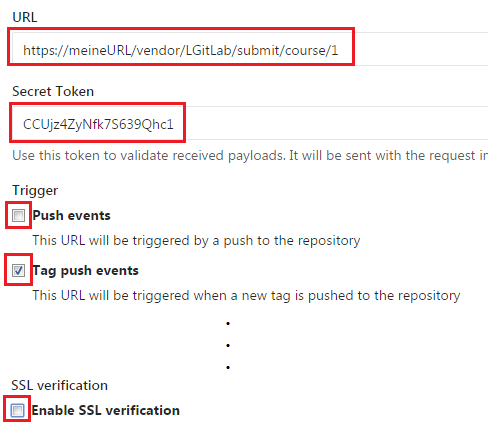 URL
https://meineURL/vendor/LGitLab/submit/course/1
Secret Token
CCUjz4ZyNfk7S639Qhc1
Use this token to validate received payloads. It will be sent with the request in
Trigger
Push events
This URL will be triggered by a push to the repository
Tag push events
This URL will be triggered when a new tag is pushed to the repository
SSL verification
Enable SSL verification